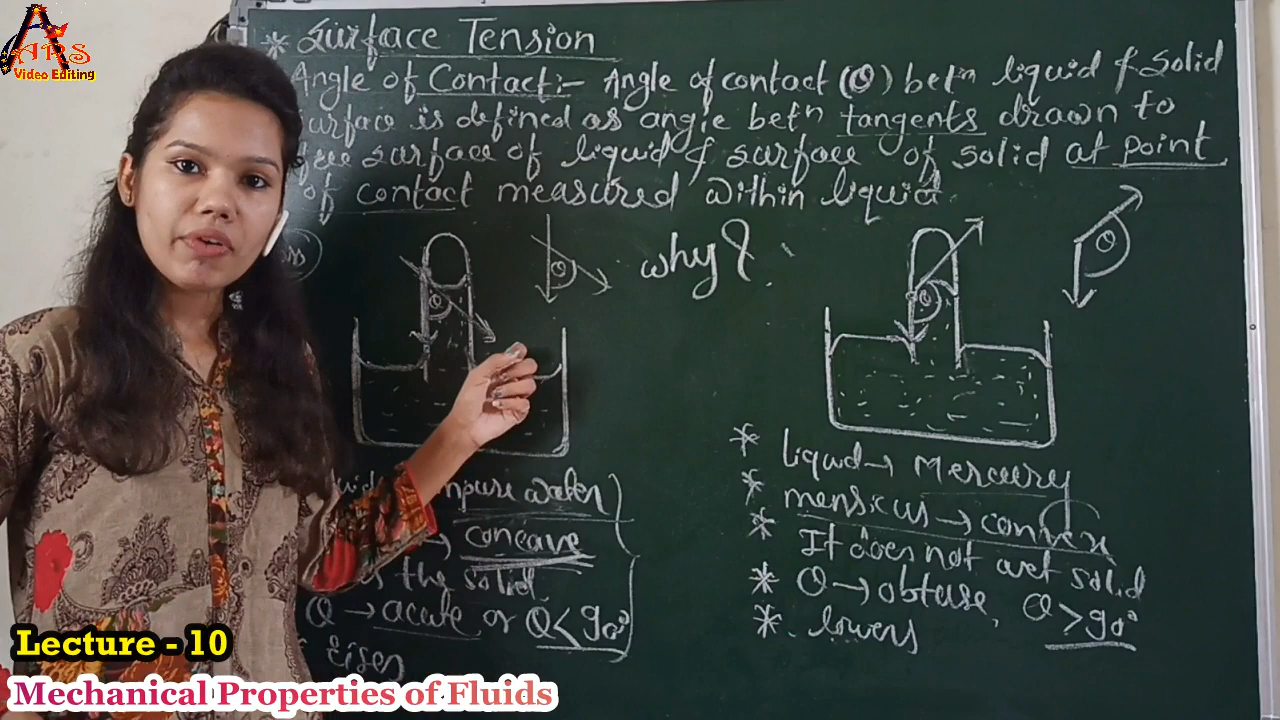 A
ARS
Video Editing
* Surface Tension
Angle of Contact:- Angle of contact (θ) betn liquid & solid
urface is defined as angle betn tangents drawn to
ree surface of liquid & surface of solid at point
of contact measured within liquid.
θ
why?
θ
θ
θ
impure water
→ concave
the solid
θ → acute or θ < 90°
Rises
* liquid → Mercury
* mensicus → convex
* It does not wet solid
* θ → obtuse, θ > 90°
* lowers
Lecture - 10
Mechanical Properties of Fluids